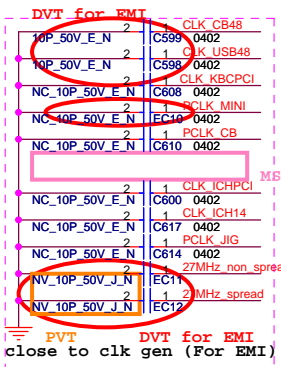 DVT for EMI
2 1 CLK_CB48
10P_50V_E_N C599 0402
2 1 CLK_USB48
10P_50V_E_N C598 0402
2 1 CLK_KBCPCI
NC_10P_50V_E_N C608 0402
2 1 PCLK_MINI
NC_10P_50V_E_N EC10 0402
2 1 PCLK_CB
NC_10P_50V_E_N C610 0402
MS
2 1 CLK_ICHPCI
NC_10P_50V_E_N C600 0402
2 1 CLK_ICH14
NC_10P_50V_E_N C617 0402
2 1 PCLK_JIG
NC_10P_50V_E_N C614 0402
2 1 27MHz_non_sprea
NV_10P_50V_J_N EC11
2 1 27MHz_spread
NV_10P_50V_J_N EC12
PVT DVT for EMI
close to clk gen (For EMI)